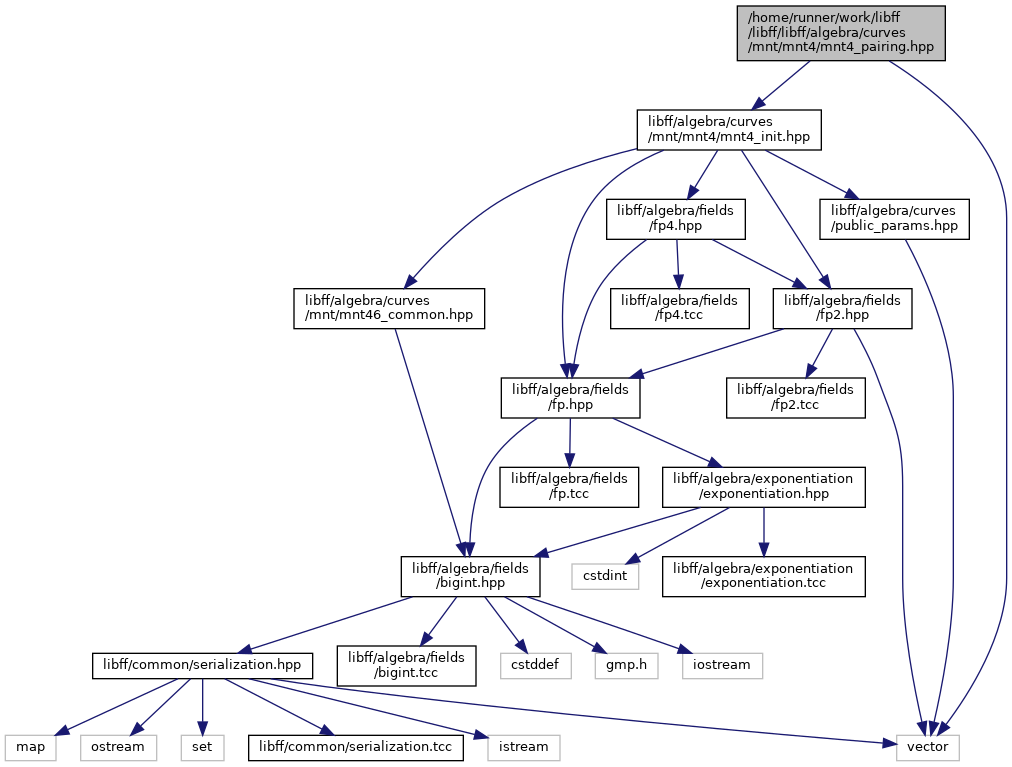 /home/runner/work/libff
/libff/libff/algebra/curves
/mnt/mnt4/mnt4_pairing.hpp
libff/algebra/curves
/mnt/mnt4/mnt4_init.hpp
libff/algebra/fields
/fp4.hpp
libff/algebra/curves
/public_params.hpp
libff/algebra/curves
/mnt/mnt46_common.hpp
libff/algebra/fields
/fp4.tcc
libff/algebra/fields
/fp2.hpp
libff/algebra/fields
/fp.hpp
libff/algebra/fields
/fp2.tcc
libff/algebra/fields
/fp.tcc
libff/algebra/exponentiation
/exponentiation.hpp
libff/algebra/fields
/bigint.hpp
cstdint
libff/algebra/exponentiation
/exponentiation.tcc
libff/common/serialization.hpp
libff/algebra/fields
/bigint.tcc
cstddef
gmp.h
iostream
map
ostream
set
libff/common/serialization.tcc
istream
vector